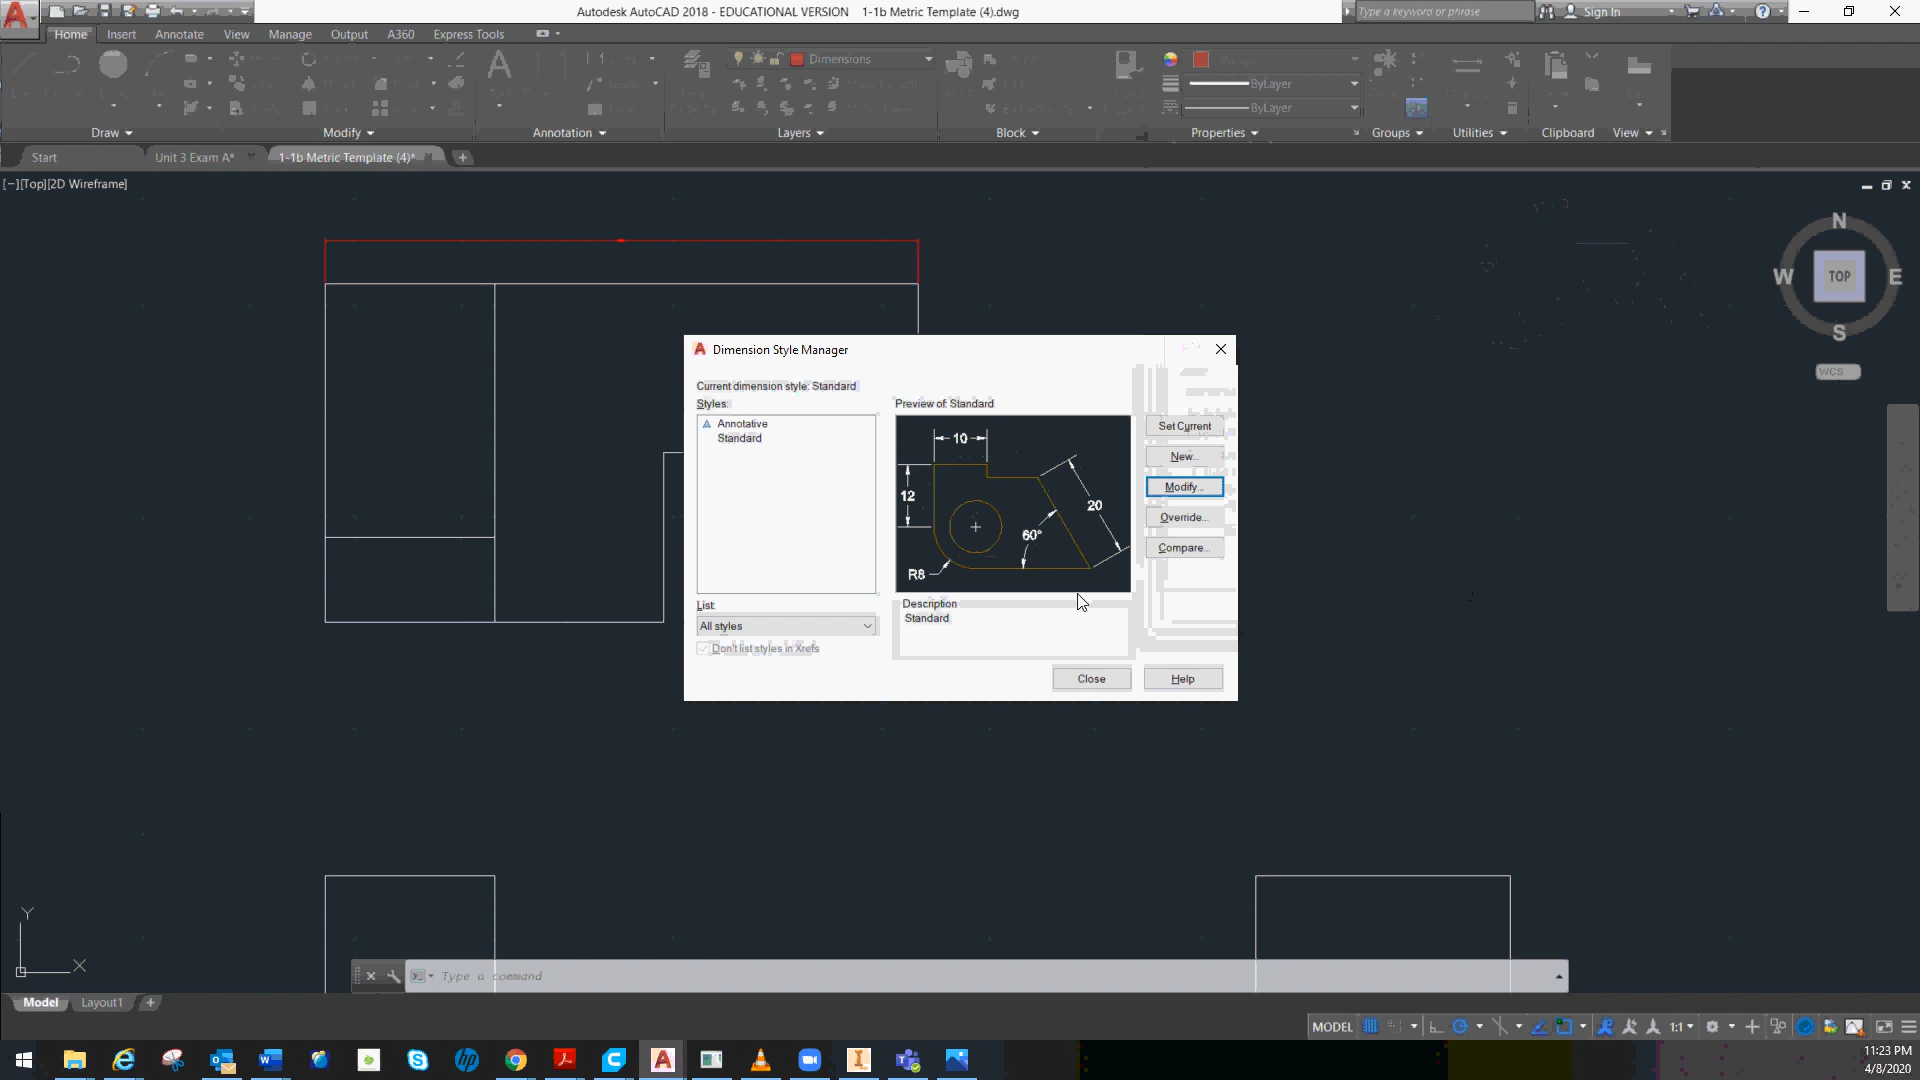 Autodesk AutoCAD 2018 - EDUCATIONAL VERSION 1-1b Metric Template (4).dwg
Type a keyword or phrase
Sign In
Home Insert Annotate View Manage Output A360 Express Tools
Dimensions
ByLayer
ByLayer
Draw Modify Annotation Layers Block Properties Groups Utilities Clipboard View
Start Unit 3 Exam A* 1-1b Metric Template (4)*
[−][Top][2D Wireframe]
N
W TOP E
S
WCS
Dimension Style Manager
Current dimension style: Standard
Styles:
Annotative
Standard
Preview of: Standard
10
12
20
60°
R8
Set Current
New...
Modify...
Override...
Compare...
List:
All styles
Don't list styles in Xrefs
Description
Standard
Close Help
Y
X
Type a command
Model Layout1
MODEL 1:1
11:23 PM
4/8/2020